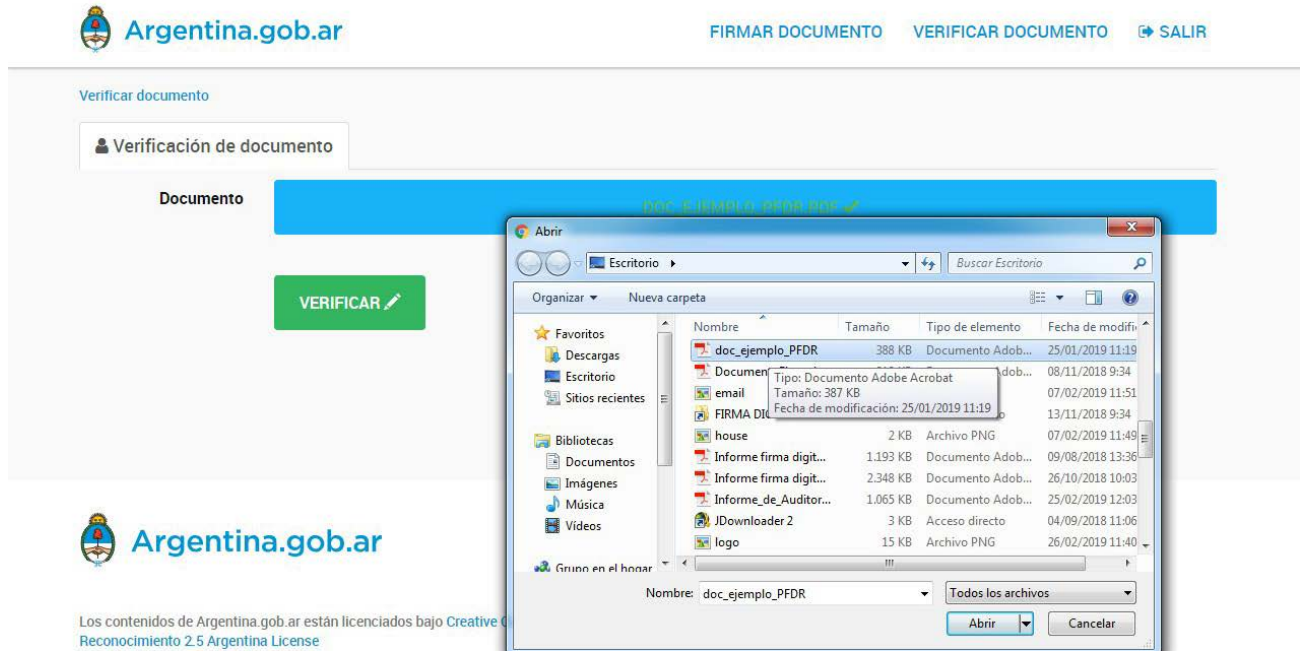 Argentina.gob.ar FIRMAR DOCUMENTO VERIFICAR DOCUMENTO SALIR
Verificar documento
Verificación de documento
Documento
DOC_EJEMPLO_PFDR.PDF
VERIFICAR
Abrir
Escritorio Buscar Escritorio
Organizar Nueva carpeta
Favoritos
Descargas
Escritorio
Sitios recientes
Bibliotecas
Documentos
Imágenes
Música
Vídeos
Grupo en el hogar
Nombre Tamaño Tipo de elemento Fecha de modifi
doc_ejemplo_PFDR 388 KB Documento Adob... 25/01/2019 11:19
Documen Adob... 08/11/2018 9:34
email 07/02/2019 11:51
FIRMA DIG 13/11/2018 9:34
house 2 KB Archivo PNG 07/02/2019 11:49
Informe firma digit... 1.193 KB Documento Adob... 09/08/2018 13:36
Informe firma digit... 2.348 KB Documento Adob... 26/10/2018 10:03
Informe_de_Auditor... 1.065 KB Documento Adob... 25/02/2019 12:03
JDownloader 2 3 KB Acceso directo 04/09/2018 11:06
logo 15 KB Archivo PNG 26/02/2019 11:40
Tipo: Documento Adobe Acrobat
Tamaño: 387 KB
Fecha de modificación: 25/01/2019 11:19
Nombre: doc_ejemplo_PFDR Todos los archivos
Abrir Cancelar
Argentina.gob.ar
Los contenidos de Argentina.gob.ar están licenciados bajo Creative
Reconocimiento 2.5 Argentina License